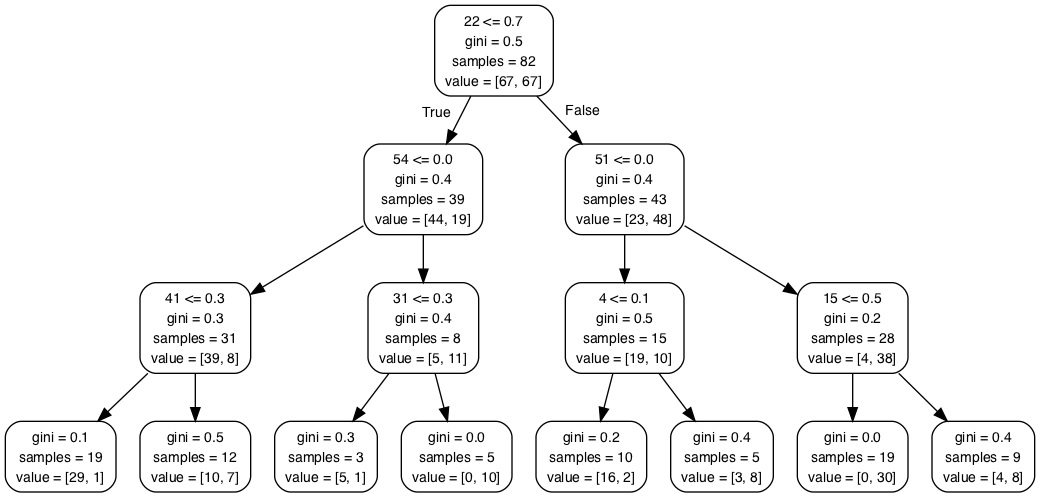 22 <= 0.7
gini = 0.5
samples = 82
value = [67, 67]
True
False
54 <= 0.0
gini = 0.4
samples = 39
value = [44, 19]
51 <= 0.0
gini = 0.4
samples = 43
value = [23, 48]
41 <= 0.3
gini = 0.3
samples = 31
value = [39, 8]
31 <= 0.3
gini = 0.4
samples = 8
value = [5, 11]
4 <= 0.1
gini = 0.5
samples = 15
value = [19, 10]
15 <= 0.5
gini = 0.2
samples = 28
value = [4, 38]
gini = 0.1
samples = 19
value = [29, 1]
gini = 0.5
samples = 12
value = [10, 7]
gini = 0.3
samples = 3
value = [5, 1]
gini = 0.0
samples = 5
value = [0, 10]
gini = 0.2
samples = 10
value = [16, 2]
gini = 0.4
samples = 5
value = [3, 8]
gini = 0.0
samples = 19
value = [0, 30]
gini = 0.4
samples = 9
value = [4, 8]